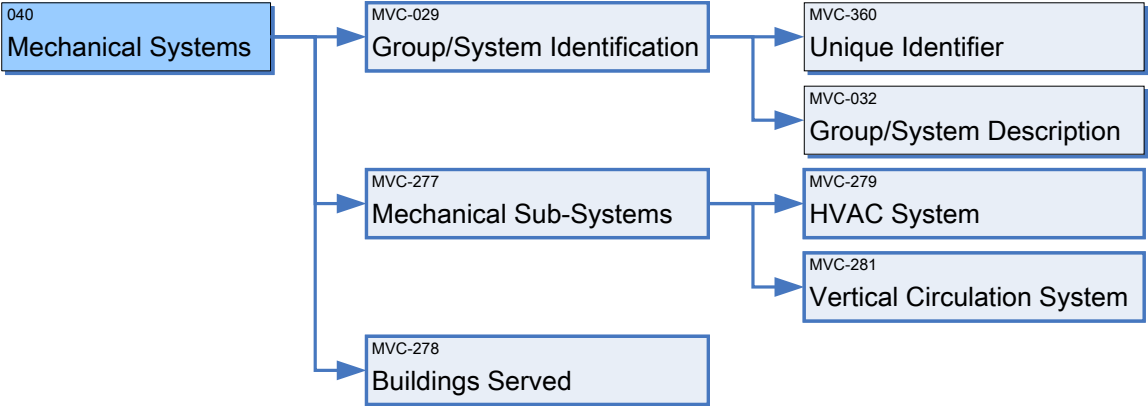 040
Mechanical Systems
MVC-029
Group/System Identification
MVC-360
Unique Identifier
MVC-032
Group/System Description
MVC-277
Mechanical Sub-Systems
MVC-279
HVAC System
MVC-281
Vertical Circulation System
MVC-278
Buildings Served